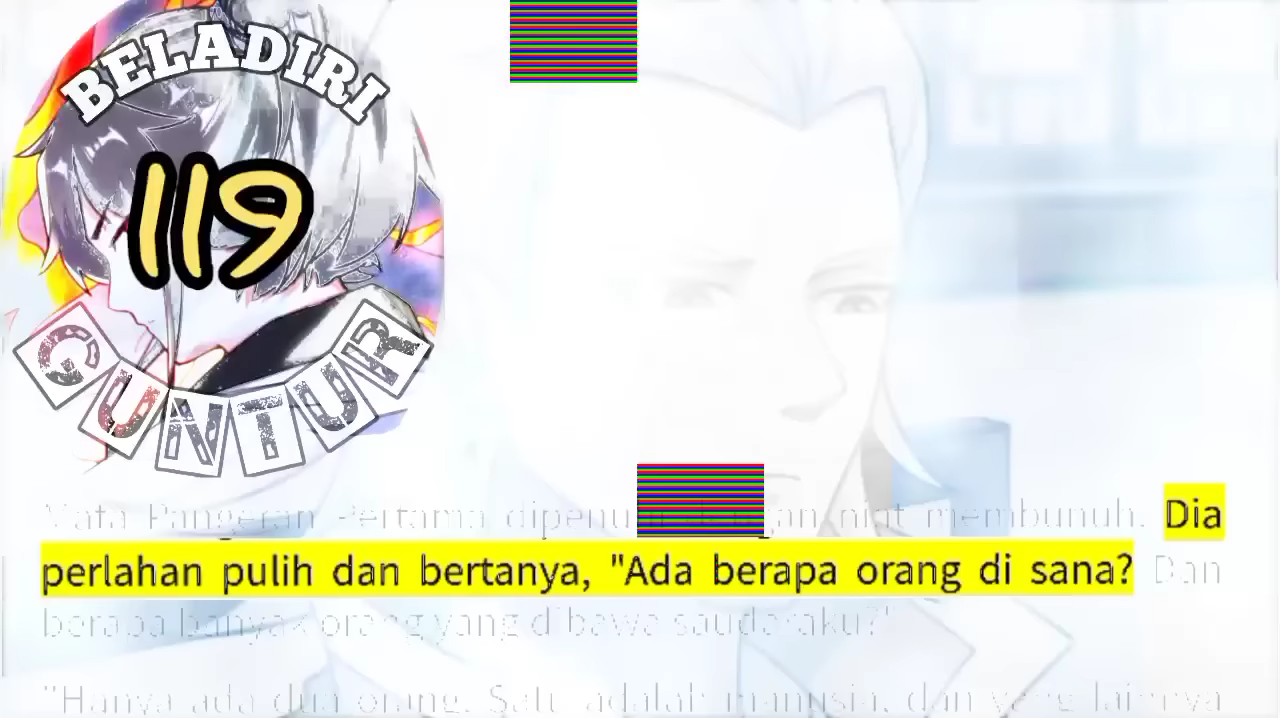 BELADIRI
119
GUNTUR
Mata Pangeran Pertama dipenuhi dengan niat membunuh. Dia
perlahan pulih dan bertanya, "Ada berapa orang di sana? Dan
berapa banyak orang yang dibawa saudaraku?"
"Hanya ada dua orang. Satu adalah manusia, dan yang lainnya